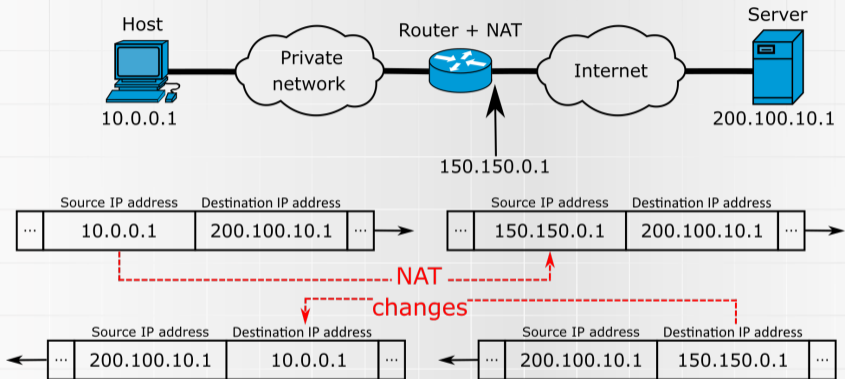 Host
Router + NAT
Server
Private
network
Internet
10.0.0.1
200.100.10.1
150.150.0.1
Source IP address Destination IP address
... 10.0.0.1 200.100.10.1 ...
Source IP address Destination IP address
... 150.150.0.1 200.100.10.1 ...
NAT
changes
Source IP address Destination IP address
... 200.100.10.1 10.0.0.1 ...
Source IP address Destination IP address
... 200.100.10.1 150.150.0.1 ...